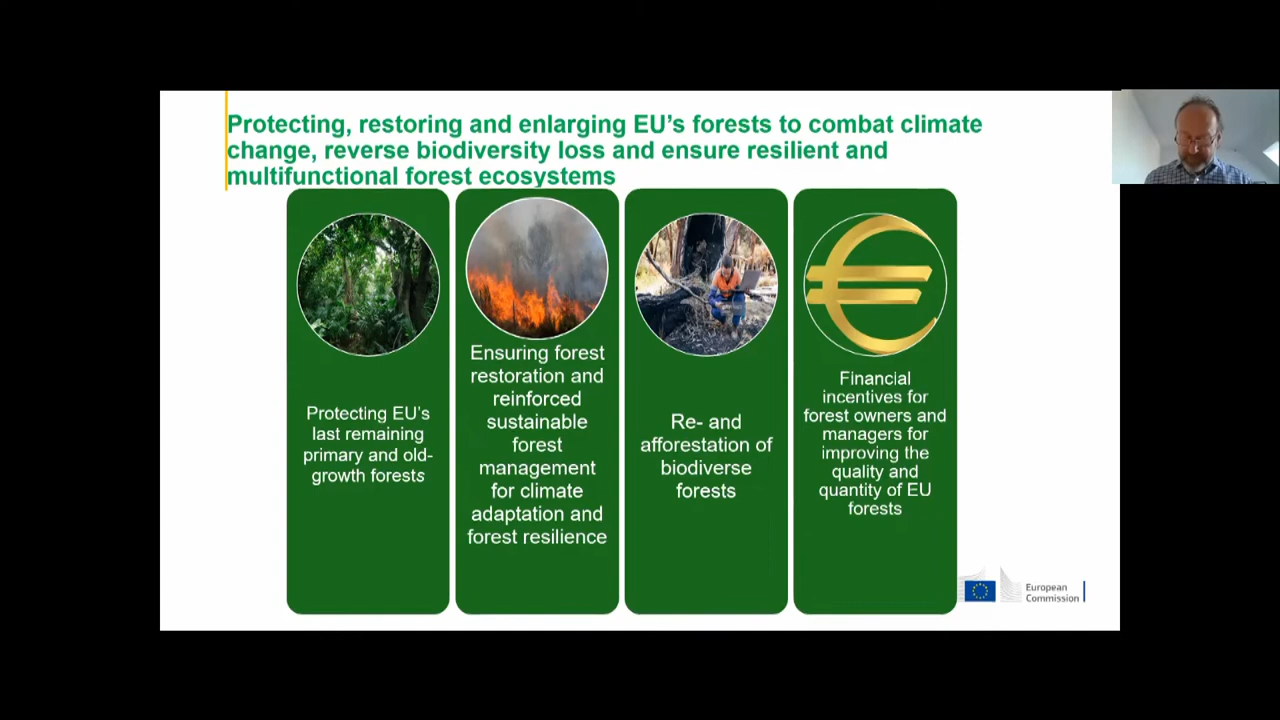 Protecting, restoring and enlarging EU's forests to combat climate
change, reverse biodiversity loss and ensure resilient and
multifunctional forest ecosystems
Protecting EU's
last remaining
primary and old-
growth forests
Ensuring forest
restoration and
reinforced
sustainable
forest
management
for climate
adaptation and
forest resilience
Re- and
afforestation of
biodiverse
forests
Financial
incentives for
forest owners and
managers for
improving the
quality and
quantity of EU
forests
European
Commission